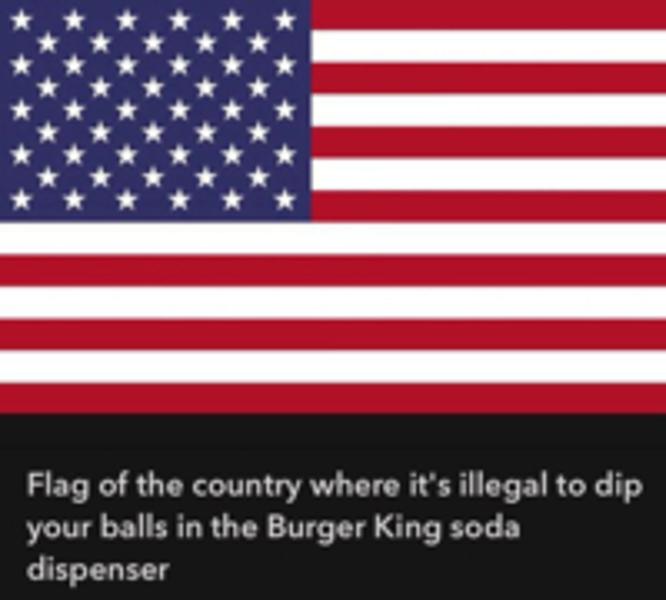 Flag of the country where it's illegal to dip
your balls in the Burger King soda
dispenser